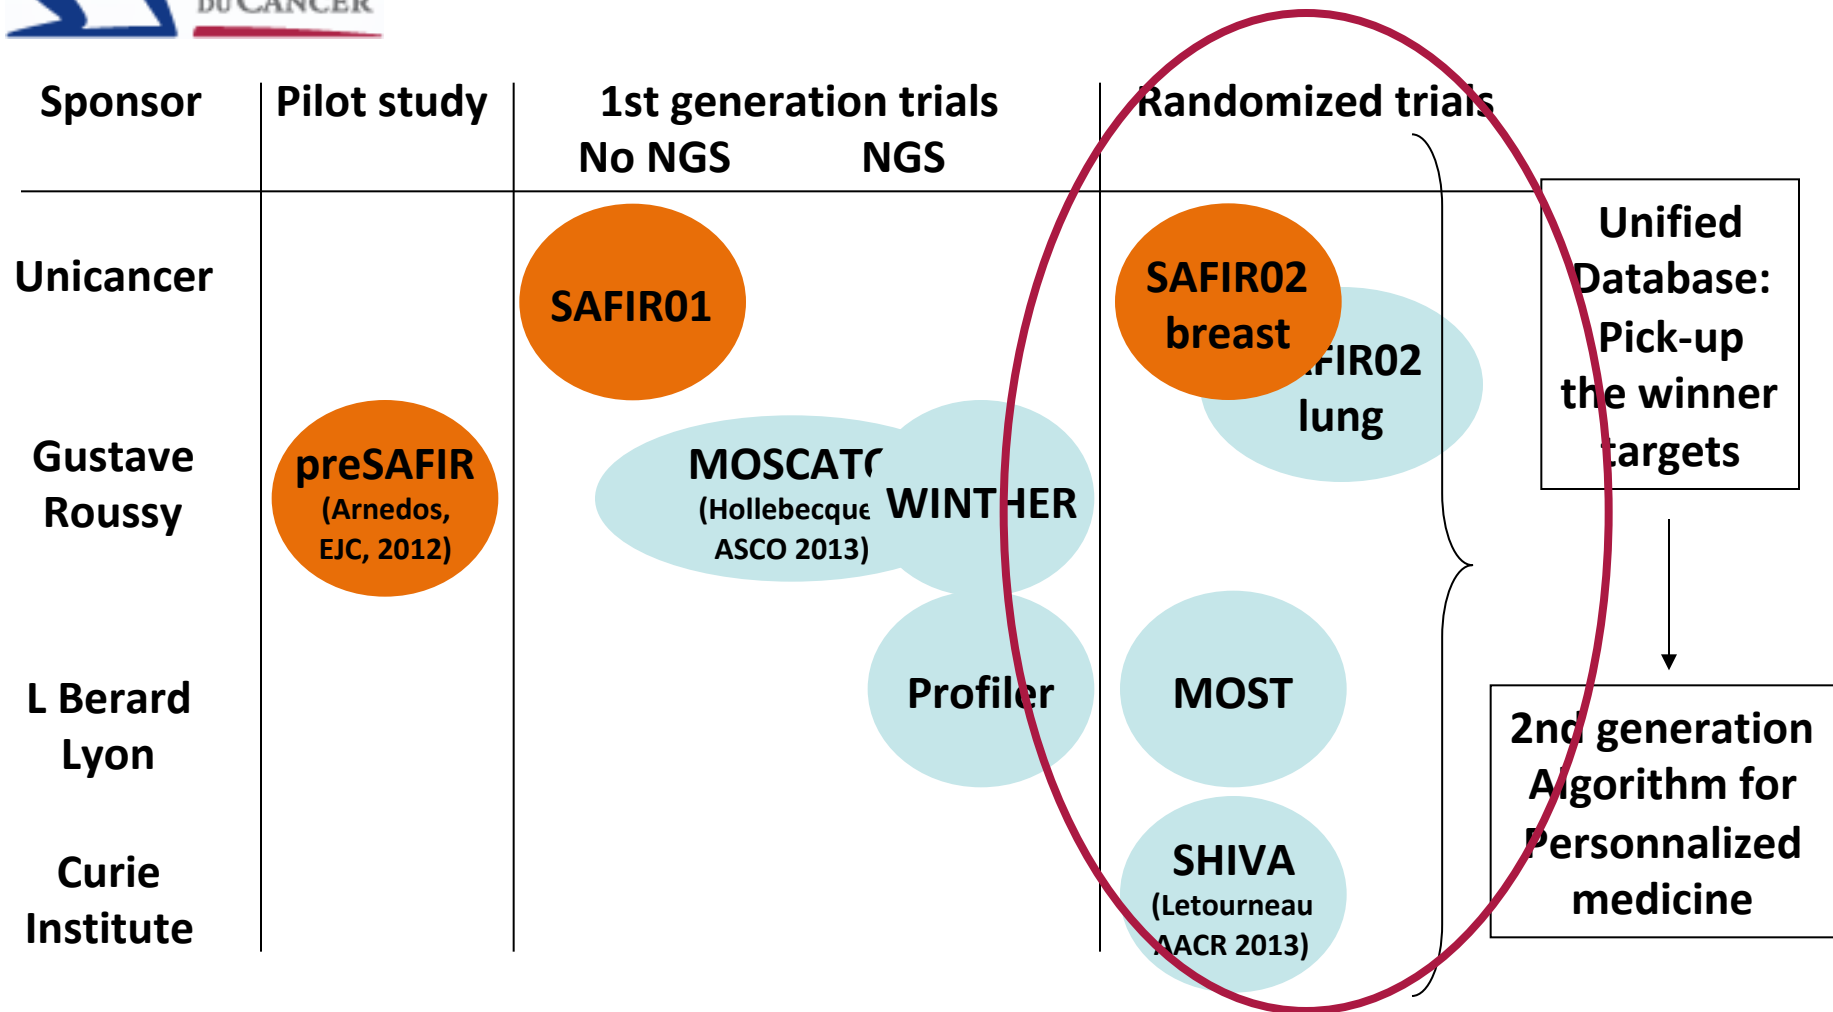 DU CANCER
Sponsor
Pilot study
1st generation trials
No NGS
NGS
Randomized trials
Unicancer
SAFIR01
SAFIR02
breast
FIR02
lung
Gustave
Roussy
preSAFIR
(Arnedos,
EJC, 2012)
MOSCATO
(Hollebecque
ASCO 2013)
WINTHER
L Berard
Lyon
Profiler
MOST
Curie
Institute
SHIVA
(Letourneau
AACR 2013)
Unified
Database:
Pick-up
the winner
targets
2nd generation
Algorithm for
Personnalized
medicine